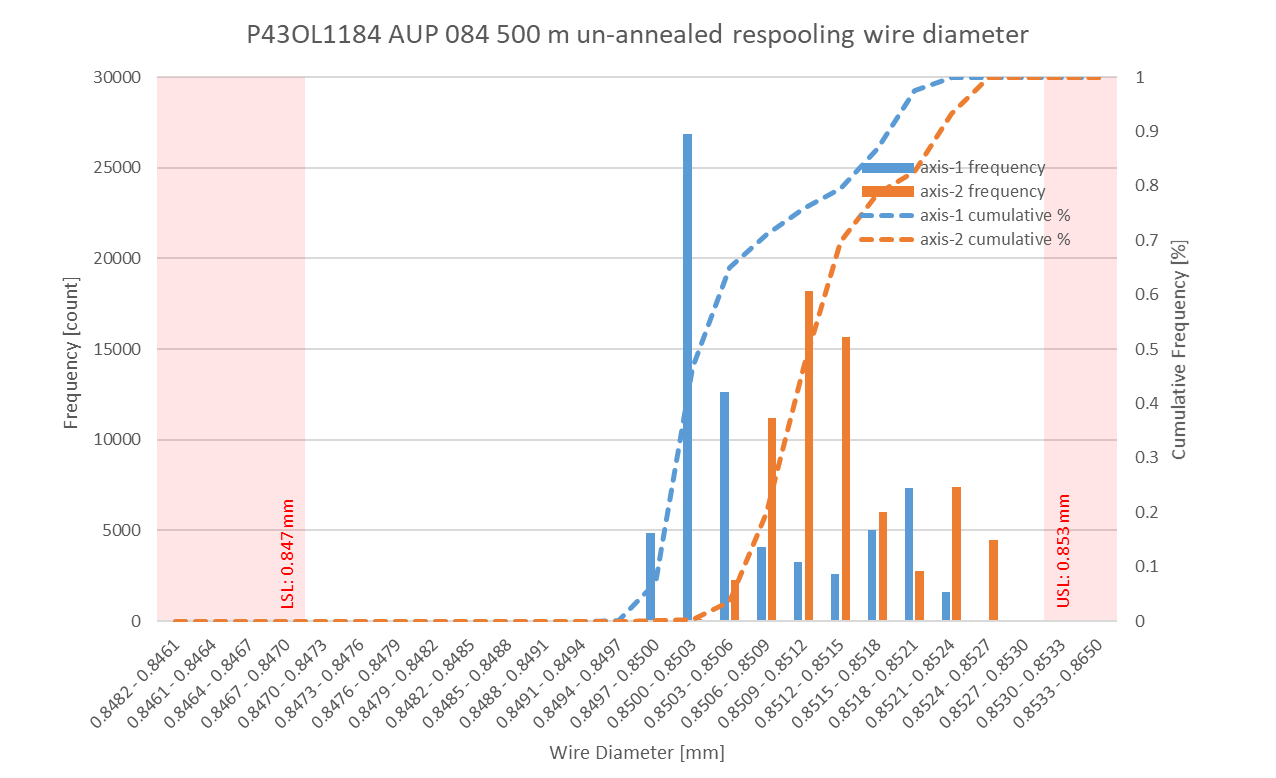 P43OL1184 AUP 084 500 m un-annealed respooling wire diameter
30000
25000
20000
15000
10000
5000
0
Frequency [count]
1
0.9
0.8
0.7
0.6
0.5
0.4
0.3
0.2
0.1
0
Cumulative Frequency [%]
axis-1 frequency
axis-2 frequency
axis-1 cumulative %
axis-2 cumulative %
LSL: 0.847 mm
USL: 0.853 mm
0.8482 - 0.8461
0.8461 - 0.8464
0.8464 - 0.8467
0.8467 - 0.8470
0.8470 - 0.8473
0.8473 - 0.8476
0.8476 - 0.8479
0.8479 - 0.8482
0.8482 - 0.8485
0.8485 - 0.8488
0.8488 - 0.8491
0.8491 - 0.8494
0.8494 - 0.8497
0.8497 - 0.8500
0.8500 - 0.8503
0.8503 - 0.8506
0.8506 - 0.8509
0.8509 - 0.8512
0.8512 - 0.8515
0.8515 - 0.8518
0.8518 - 0.8521
0.8521 - 0.8524
0.8524 - 0.8527
0.8527 - 0.8530
0.8530 - 0.8533
0.8533 - 0.8650
Wire Diameter [mm]